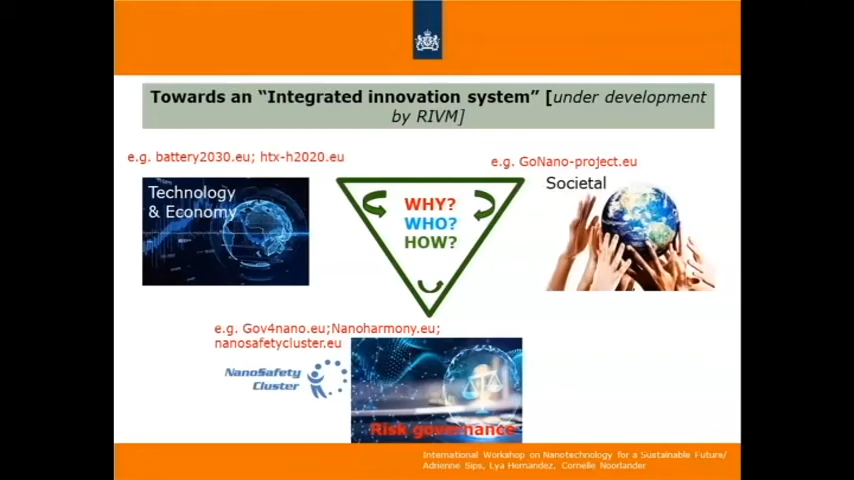 Towards an “Integrated innovation system” [under development
by RIVM]
e.g. battery2030.eu; htx-h2020.eu
e.g. GoNano-project.eu
Technology
& Economy
WHY?
WHO?
HOW?
Societal
e.g. Gov4nano.eu;Nanoharmony.eu;
nanosafetycluster.eu
NanoSafety
Cluster
Risk governance
International Workshop on Nanotechnology for a Sustainable Future/
Adrienne Sips, Lya Hernandez, Cornelle Noorlander